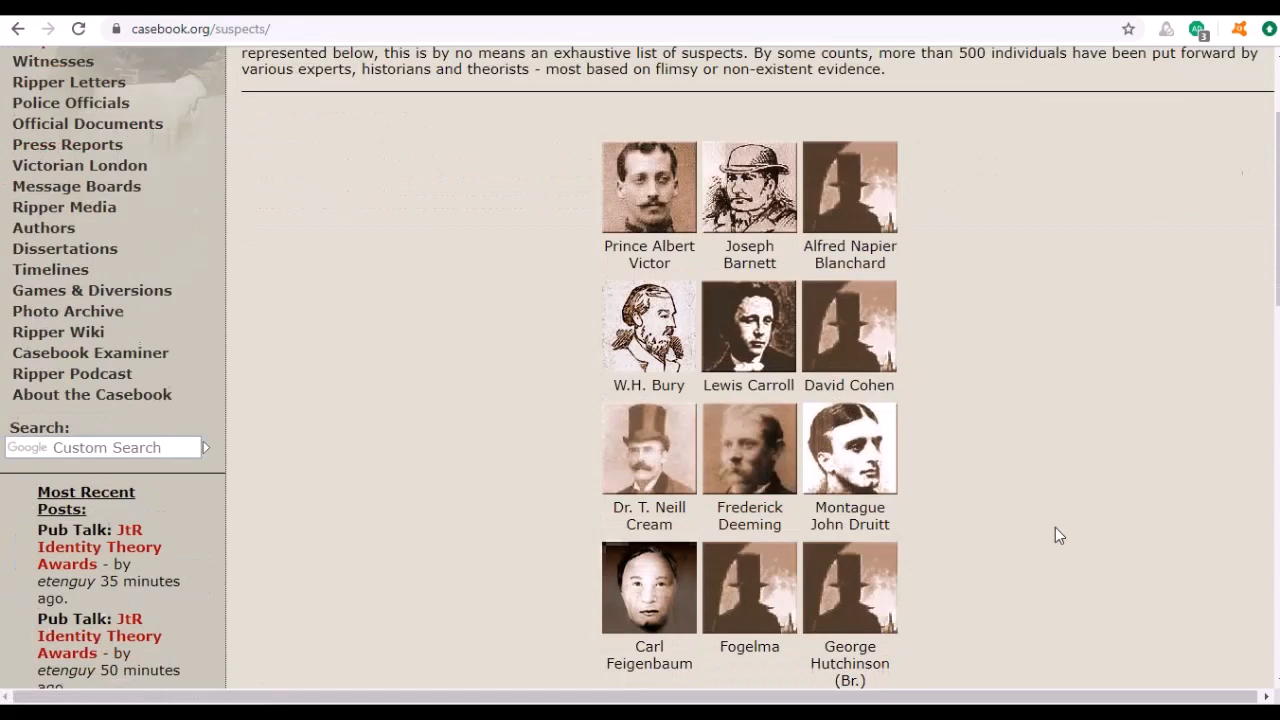 casebook.org/suspects/
3
Witnesses
Ripper Letters
Police Officials
Official Documents
Press Reports
Victorian London
Message Boards
Ripper Media
Authors
Dissertations
Timelines
Games & Diversions
Photo Archive
Ripper Wiki
Casebook Examiner
Ripper Podcast
About the Casebook
Search:
Google Custom Search
Most Recent
Posts:
Pub Talk: JtR
Identity Theory
Awards - by
etenguy 35 minutes
ago.
Pub Talk: JtR
Identity Theory
Awards - by
etenguy 50 minutes
ago
represented below, this is by no means an exhaustive list of suspects. By some counts, more than 500 individuals have been put forward by
various experts, historians and theorists - most based on flimsy or non-existent evidence.
Prince Albert
Victor
Joseph
Barnett
Alfred Napier
Blanchard
W.H. Bury
Lewis Carroll
David Cohen
Dr. T. Neill
Cream
Frederick
Deeming
Montague
John Druitt
Carl
Feigenbaum
Fogelma
George
Hutchinson
(Br.)